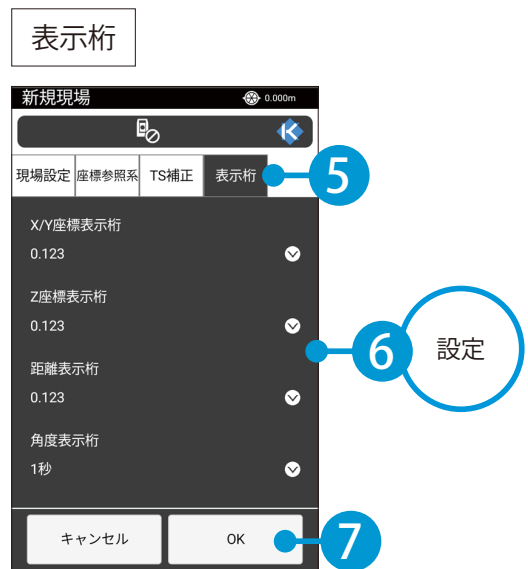 表示桁
新規現場 0.000m
現場設定 座標参照系 TS補正 表示桁 5
X/Y座標表示桁
0.123
Z座標表示桁
0.123
6 設定
距離表示桁
0.123
角度表示桁
1秒
キャンセル OK 7